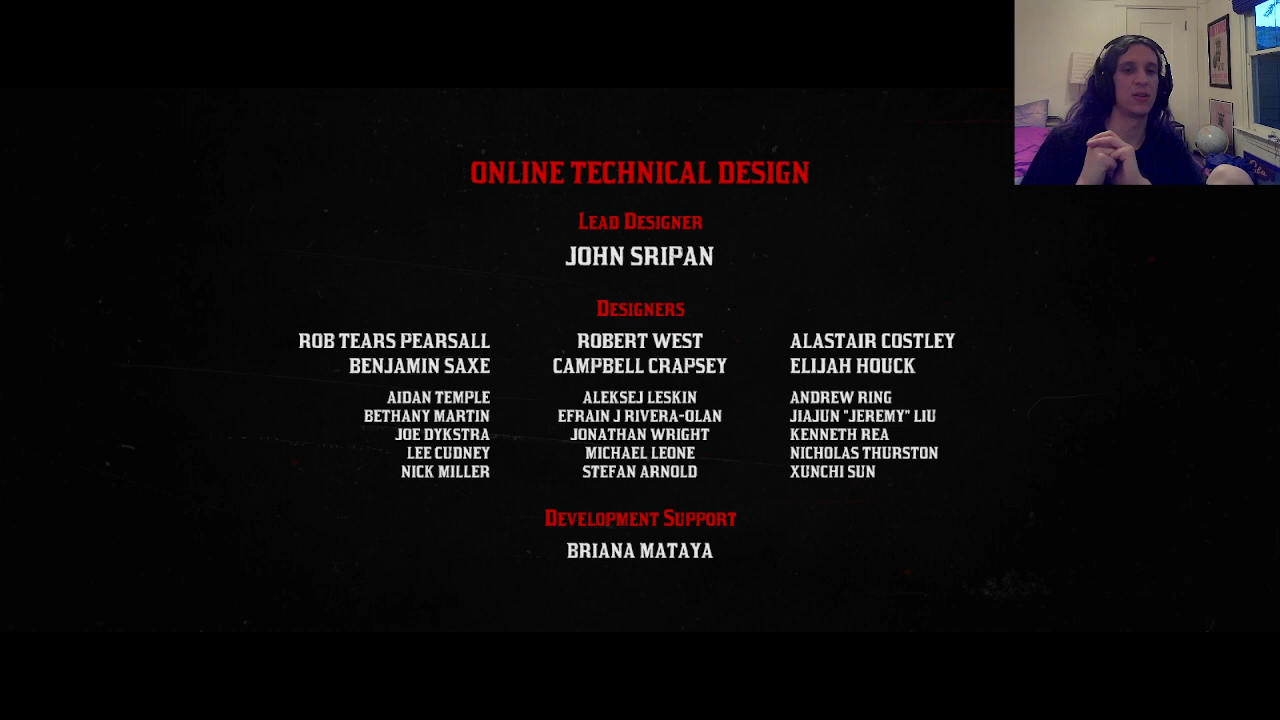 ONLINE TECHNICAL DESIGN
LEAD DESIGNER
JOHN SRIPAN
DESIGNERS
ROB TEARS PEARSALL ROBERT WEST ALASTAIR COSTLEY
BENJAMIN SAXE CAMPBELL CRAPSEY ELIJAH HOUCK
AIDAN TEMPLE ALEKSEJ LESKIN ANDREW RING
BETHANY MARTIN EFRAIN J RIVERA-OLAN JIAJUN "JEREMY" LIU
JOE DYKSTRA JONATHAN WRIGHT KENNETH REA
LEE CUDNEY MICHAEL LEONE NICHOLAS THURSTON
NICK MILLER STEFAN ARNOLD XUNCHI SUN
DEVELOPMENT SUPPORT
BRIANA MATAYA